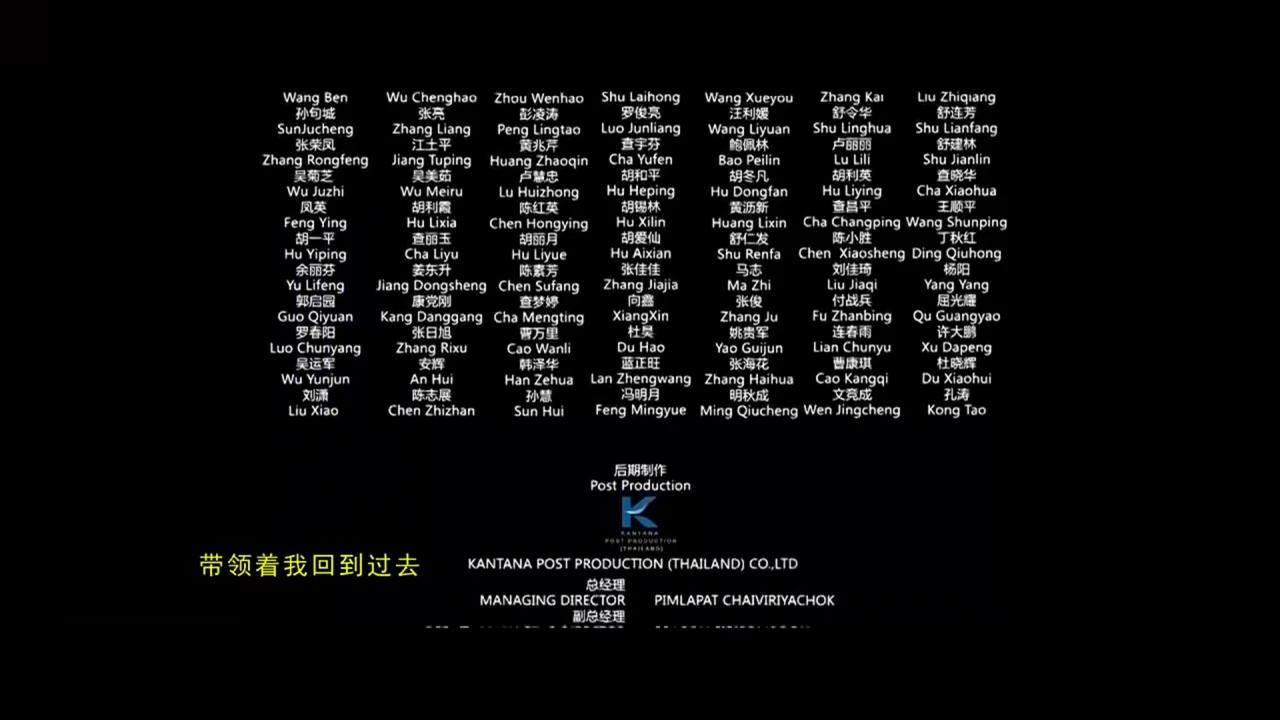 Wang Ben Wu Chenghao Zhou Wenhao Shu Laihong Wang Xueyou Zhang Kai Liu Zhiqiang
孙句城 张亮 彭凌涛 罗俊亮 汪利媛 舒令华 舒连芳
SunJucheng Zhang Liang Peng Lingtao Luo Junliang Wang Liyuan Shu Linghua Shu Lianfang
张荣凤 江土平 黄兆芹 查宇芬 鲍佩林 卢丽丽 舒建林
Zhang Rongfeng Jiang Tuping Huang Zhaoqin Cha Yufen Bao Peilin Lu Lili Shu Jianlin
吴菊芝 吴美茹 卢慧忠 胡和平 胡冬凡 胡利英 查晓华
Wu Juzhi Wu Meiru Lu Huizhong Hu Heping Hu Dongfan Hu Liying Cha Xiaohua
凤英 胡利霞 陈红英 胡锡林 黄沥新 查昌平 王顺平
Feng Ying Hu Lixia Chen Hongying Hu Xilin Huang Lixin Cha Changping Wang Shunping
胡一平 查丽玉 胡丽月 胡爱仙 舒仁发 陈小胜 丁秋红
Hu Yiping Cha Liyu Hu Liyue Hu Aixian Shu Renfa Chen Xiaosheng Ding Qiuhong
余丽芬 姜东升 陈素芳 张佳佳 马志 刘佳琦 杨阳
Yu Lifeng Jiang Dongsheng Chen Sufang Zhang Jiajia Ma Zhi Liu Jiaqi Yang Yang
郭启园 康党刚 查梦婷 向鑫 张俊 付战兵 屈光耀
Guo Qiyuan Kang Danggang Cha Mengting XiangXin Zhang Ju Fu Zhanbing Qu Guangyao
罗春阳 张日旭 曹万里 杜昊 姚贵军 连春雨 许大鹏
Luo Chunyang Zhang Rixu Cao Wanli Du Hao Yao Guijun Lian Chunyu Xu Dapeng
吴运军 安辉 韩泽华 蓝正旺 张海花 曹康琪 杜晓辉
Wu Yunjun An Hui Han Zehua Lan Zhengwang Zhang Haihua Cao Kangqi Du Xiaohui
刘潇 陈志展 孙慧 冯明月 明秋成 文竞成 孔涛
Liu Xiao Chen Zhizhan Sun Hui Feng Mingyue Ming Qiucheng Wen Jingcheng Kong Tao
后期制作
Post Production
KANTANA
POST PRODUCTION
(THAILAND)
带领着我回到过去
KANTANA POST PRODUCTION (THAILAND) CO.,LTD
总经理
MANAGING DIRECTOR PIMLAPAT CHAIVIRIYACHOK
副总经理